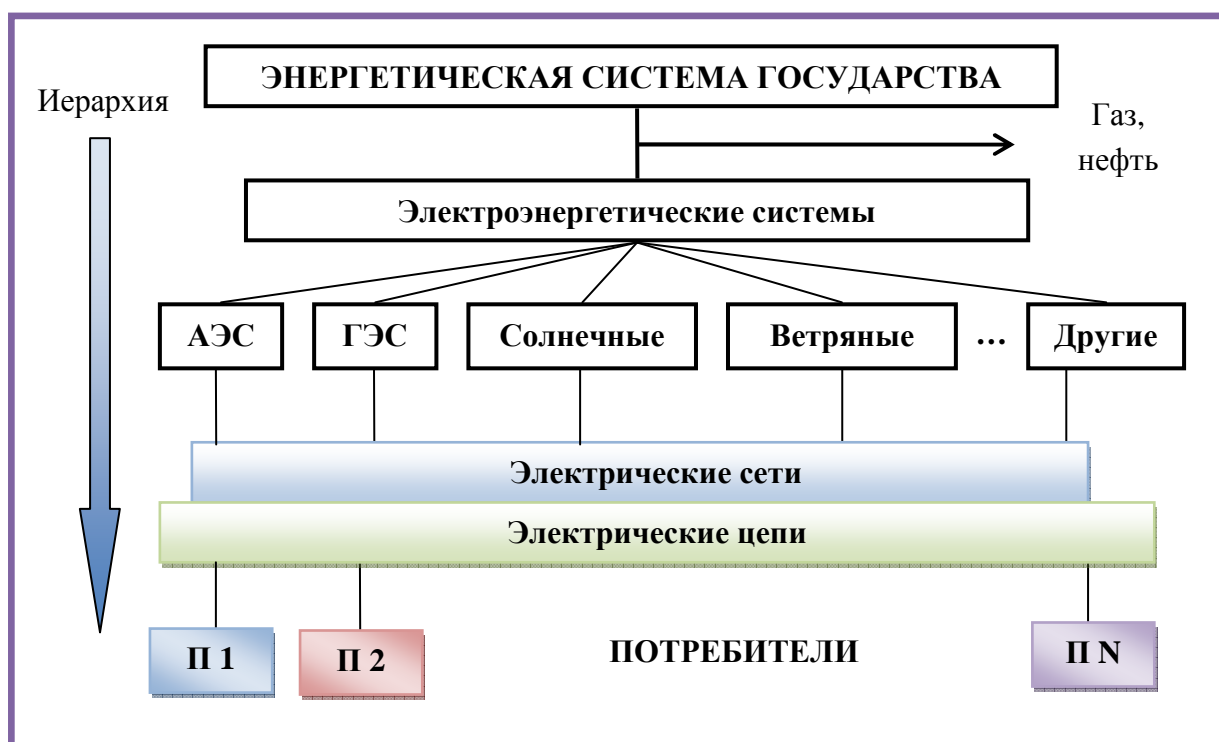 ЭНЕРГЕТИЧЕСКАЯ СИСТЕМА ГОСУДАРСТВА
Иерархия
Газ,
нефть
Электроэнергетические системы
АЭС
ГЭС
Солнечные
Ветряные
...
Другие
Электрические сети
Электрические цепи
П 1
П 2
ПОТРЕБИТЕЛИ
П N